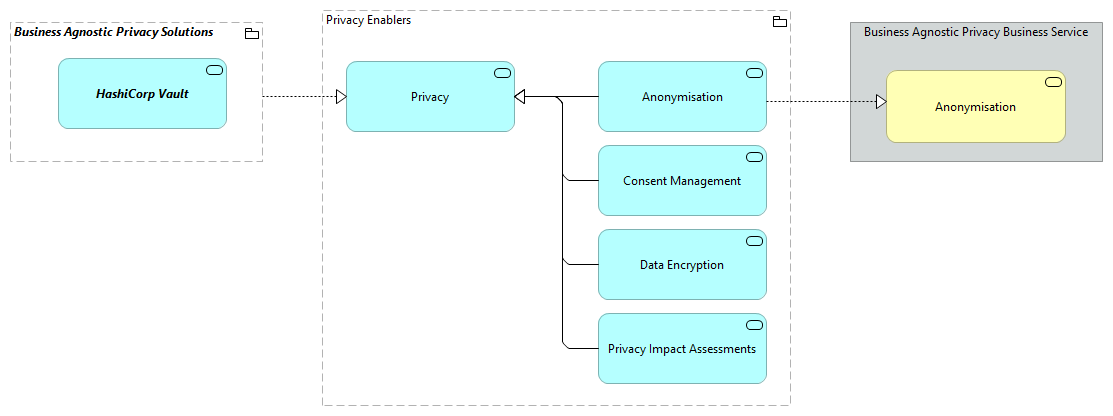 Business Agnostic Privacy Solutions
HashiCorp Vault
Privacy Enablers
Privacy
Anonymisation
Consent Management
Data Encryption
Privacy Impact Assessments
Business Agnostic Privacy Business Service
Anonymisation